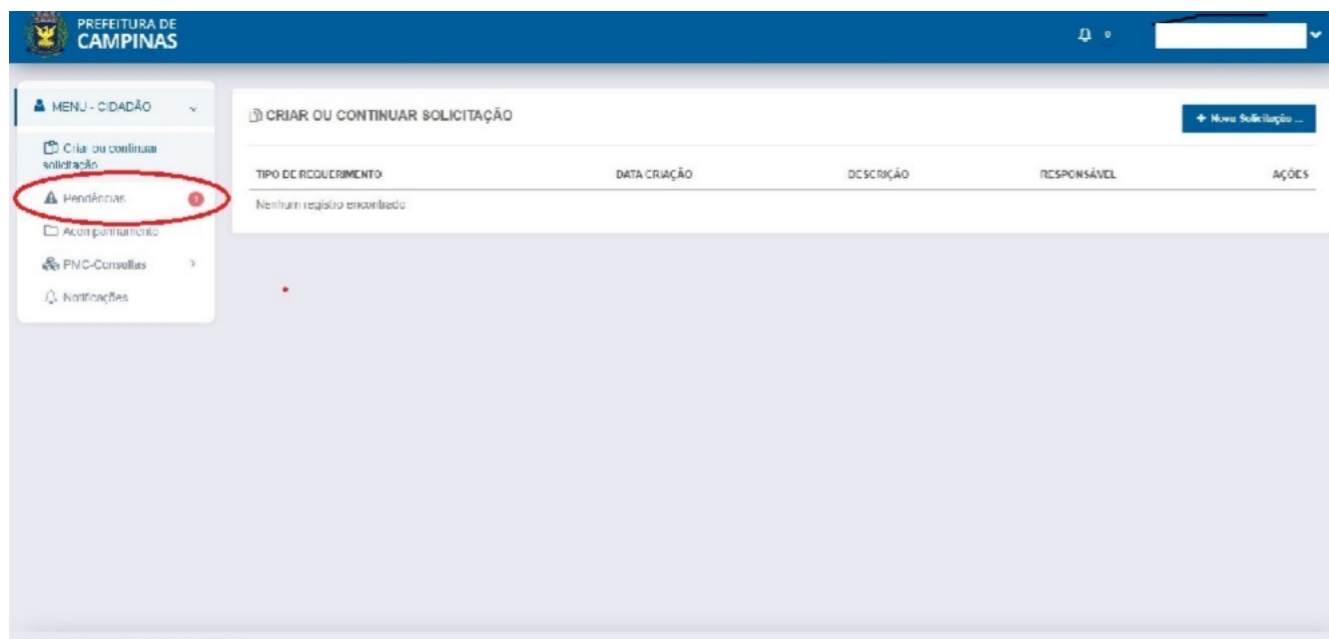 PREFEITURA DE
CAMPINAS
MENU - CIDADÃO
CRIAR OU CONTINUAR SOLICITAÇÃO
+ Nova Solicitação ...
Criar ou continuar
solicitação
TIPO DE REQUERIMENTO DATA CRIAÇÃO DESCRIÇÃO RESPONSÁVEL AÇÕES
Pendências
Nenhum registro encontrado
Acompanhamento
PMC-Consultas
Notificações